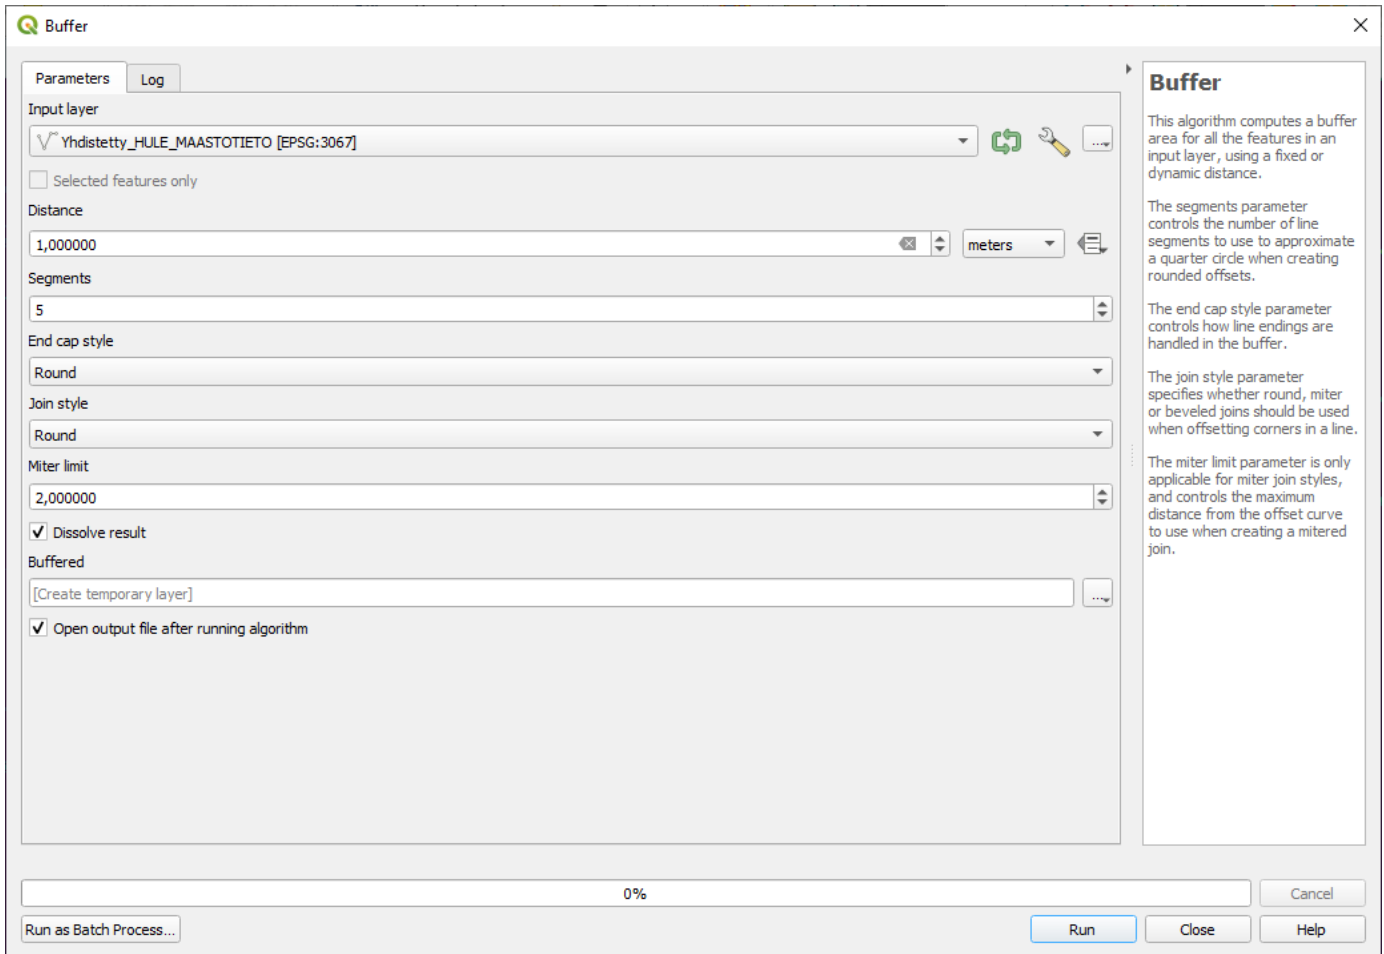 Buffer
Parameters
Log
Input layer
Yhdistetty_HULE_MAASTOTIETO [EPSG:3067]
...
Selected features only
Distance
1,000000
meters
Segments
5
End cap style
Round
Join style
Round
Miter limit
2,000000
Dissolve result
Buffered
[Create temporary layer]
...
Open output file after running algorithm
Buffer
This algorithm computes a buffer
area for all the features in an
input layer, using a fixed or
dynamic distance.
The segments parameter
controls the number of line
segments to use to approximate
a quarter circle when creating
rounded offsets.
The end cap style parameter
controls how line endings are
handled in the buffer.
The join style parameter
specifies whether round, miter
or beveled joins should be used
when offsetting corners in a line.
The miter limit parameter is only
applicable for miter join styles,
and controls the maximum
distance from the offset curve
to use when creating a mitered
join.
0%
Cancel
Run as Batch Process...
Run
Close
Help